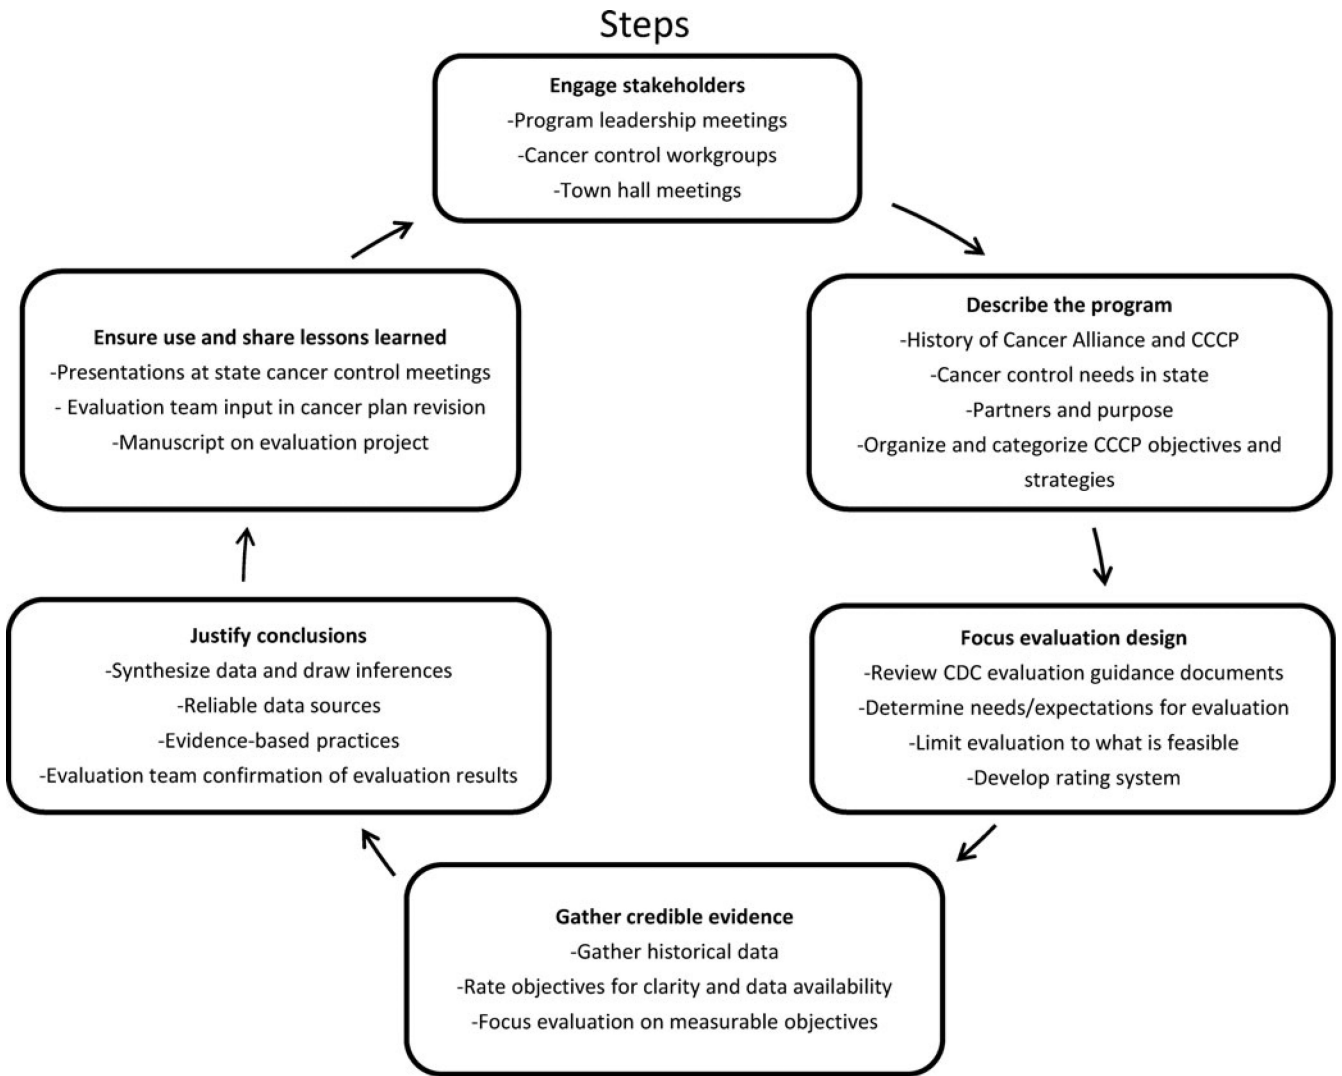 Steps
Engage stakeholders
-Program leadership meetings
-Cancer control workgroups
-Town hall meetings
Describe the program
-History of Cancer Alliance and CCCP
-Cancer control needs in state
-Partners and purpose
-Organize and categorize CCCP objectives and
strategies
Focus evaluation design
-Review CDC evaluation guidance documents
-Determine needs/expectations for evaluation
-Limit evaluation to what is feasible
-Develop rating system
Gather credible evidence
-Gather historical data
-Rate objectives for clarity and data availability
-Focus evaluation on measurable objectives
Justify conclusions
-Synthesize data and draw inferences
-Reliable data sources
-Evidence-based practices
-Evaluation team confirmation of evaluation results
Ensure use and share lessons learned
-Presentations at state cancer control meetings
- Evaluation team input in cancer plan revision
-Manuscript on evaluation project